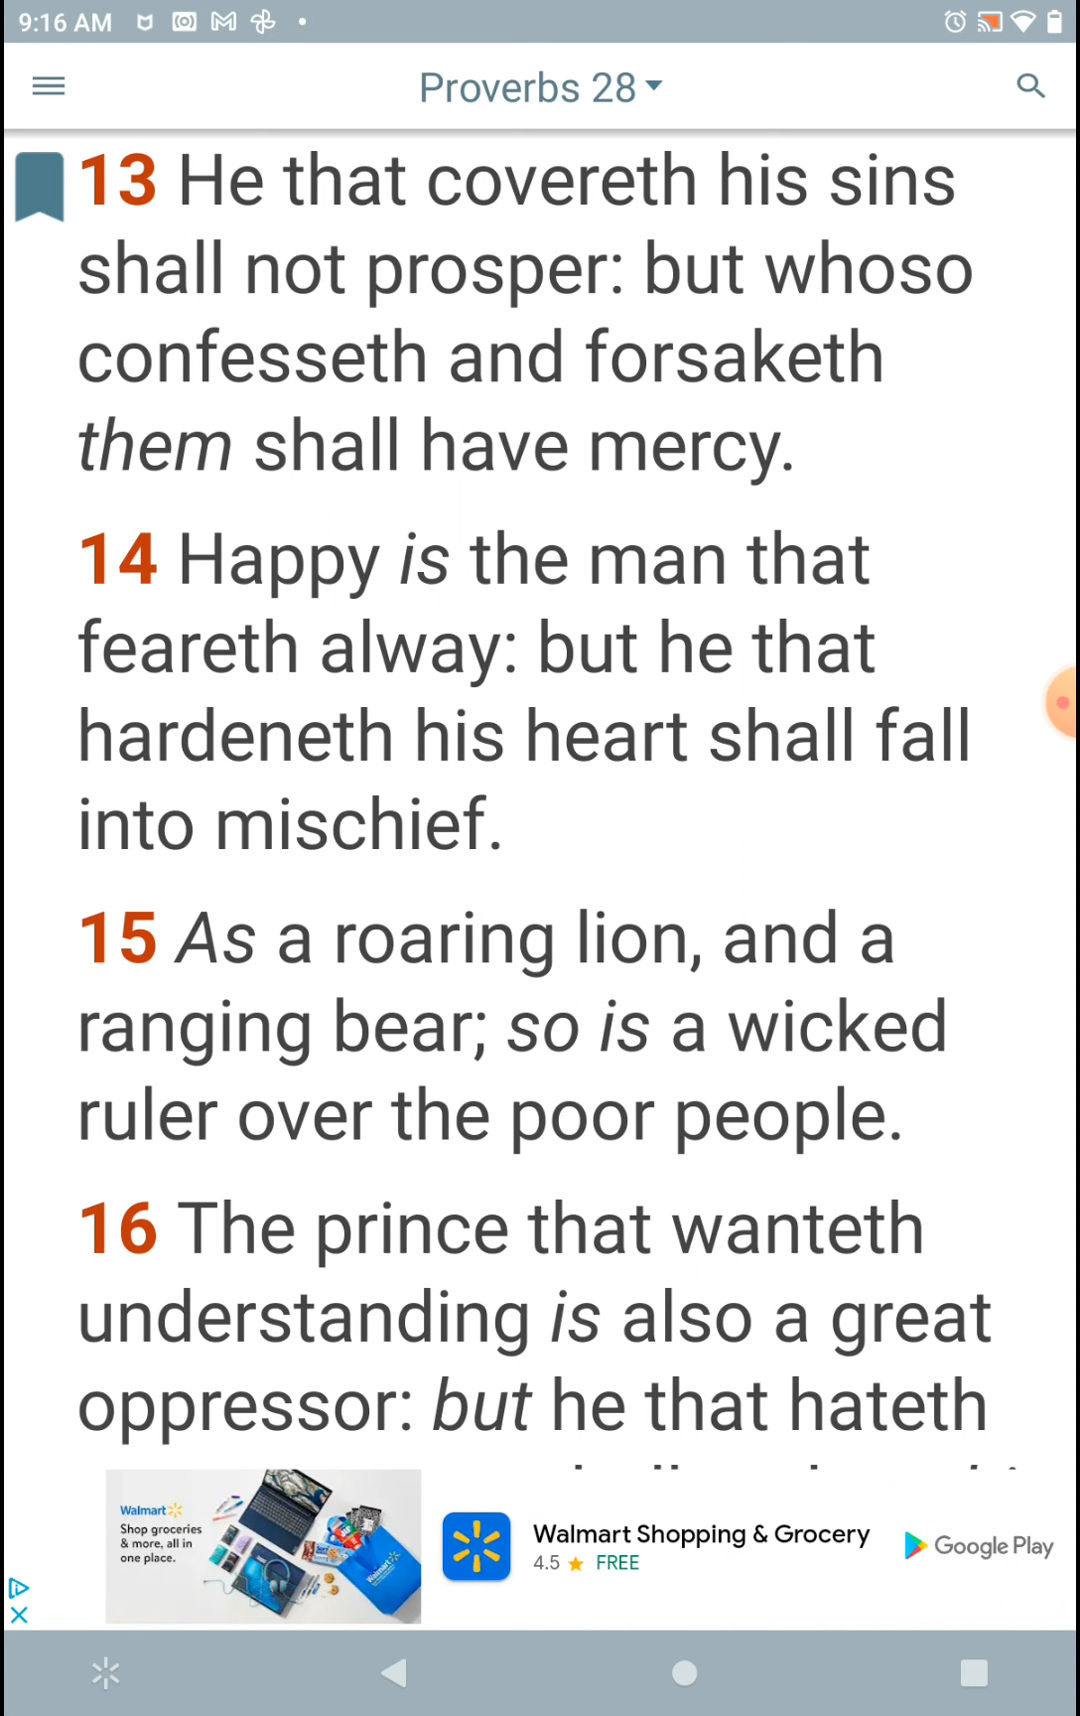 9:16 AM
Proverbs 28
13 He that covereth his sins
shall not prosper: but whoso
confesseth and forsaketh
them shall have mercy.
14 Happy is the man that
feareth alway: but he that
hardeneth his heart shall fall
into mischief.
15 As a roaring lion, and a
ranging bear; so is a wicked
ruler over the poor people.
16 The prince that wanteth
understanding is also a great
oppressor: but he that hateth
Walmart
Shop groceries
& more, all in
one place.
Walmart
Walmart Shopping & Grocery
4.5 ★ FREE
Google Play